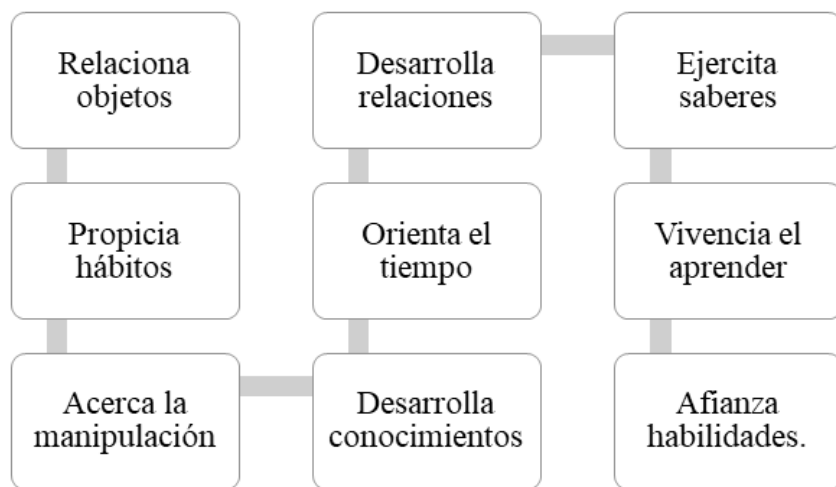 Relaciona
objetos
Propicia
hábitos
Acerca la
manipulación
Desarrolla
conocimientos
Orienta el
tiempo
Desarrolla
relaciones
Ejercita
saberes
Vivencia el
aprender
Afianza
habilidades.